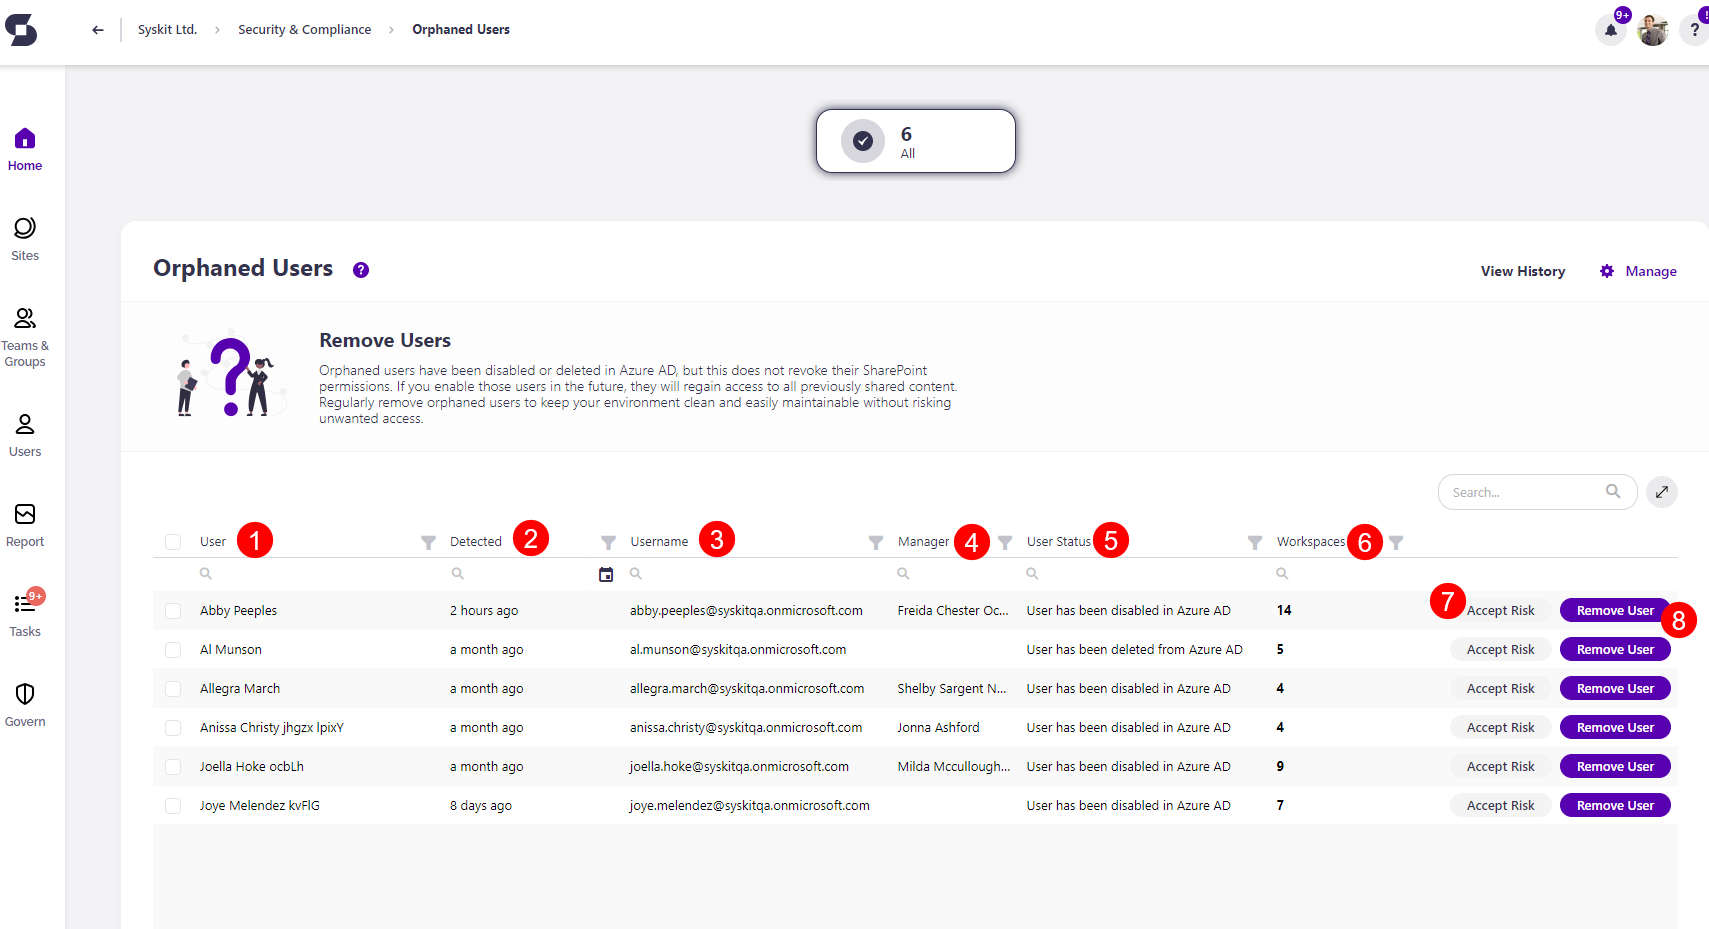 Syskit Ltd. › Security & Compliance › Orphaned Users
9+
?
!
Home
Sites
Teams &
Groups
Users
Report
9+
Tasks
Govern
6
All
Orphaned Users ?
View History
Manage
Remove Users
Orphaned users have been disabled or deleted in Azure AD, but this does not revoke their SharePoint
permissions. If you enable those users in the future, they will regain access to all previously shared content.
Regularly remove orphaned users to keep your environment clean and easily maintainable without risking
unwanted access.
Search...
User 1 Detected 2 Username 3 Manager 4 User Status 5 Workspaces 6
7 8
Abby Peeples 2 hours ago abby.peeples@syskitqa.onmicrosoft.com Freida Chester Oc... User has been disabled in Azure AD 14 Accept Risk Remove User
Al Munson a month ago al.munson@syskitqa.onmicrosoft.com User has been deleted from Azure AD 5 Accept Risk Remove User
Allegra March a month ago allegra.march@syskitqa.onmicrosoft.com Shelby Sargent N... User has been disabled in Azure AD 4 Accept Risk Remove User
Anissa Christy jhgzx lpixY a month ago anissa.christy@syskitqa.onmicrosoft.com Jonna Ashford User has been disabled in Azure AD 4 Accept Risk Remove User
Joella Hoke ocbLh a month ago joella.hoke@syskitqa.onmicrosoft.com Milda Mccullough... User has been disabled in Azure AD 9 Accept Risk Remove User
Joye Melendez kvFlG 8 days ago joye.melendez@syskitqa.onmicrosoft.com User has been disabled in Azure AD 7 Accept Risk Remove User